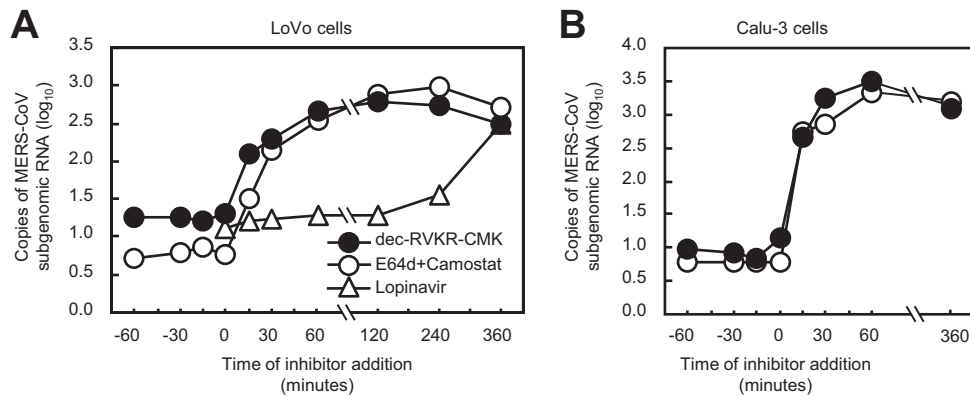 A
LoVo cells
Copies of MERS-CoV
subgenomic RNA (log10)
3.5
3.0
2.5
2.0
1.5
1.0
0.5
0.0
dec-RVKR-CMK
E64d+Camostat
Lopinavir
-60 -30 0 30 60 120 240 360
Time of inhibitor addition
(minutes)
B
Calu-3 cells
Copies of MERS-CoV
subgenomic RNA (log10)
4.0
3.5
3.0
2.5
2.0
1.5
1.0
0.5
0.0
-60 -30 0 30 60 360
Time of inhibitor addition
(minutes)